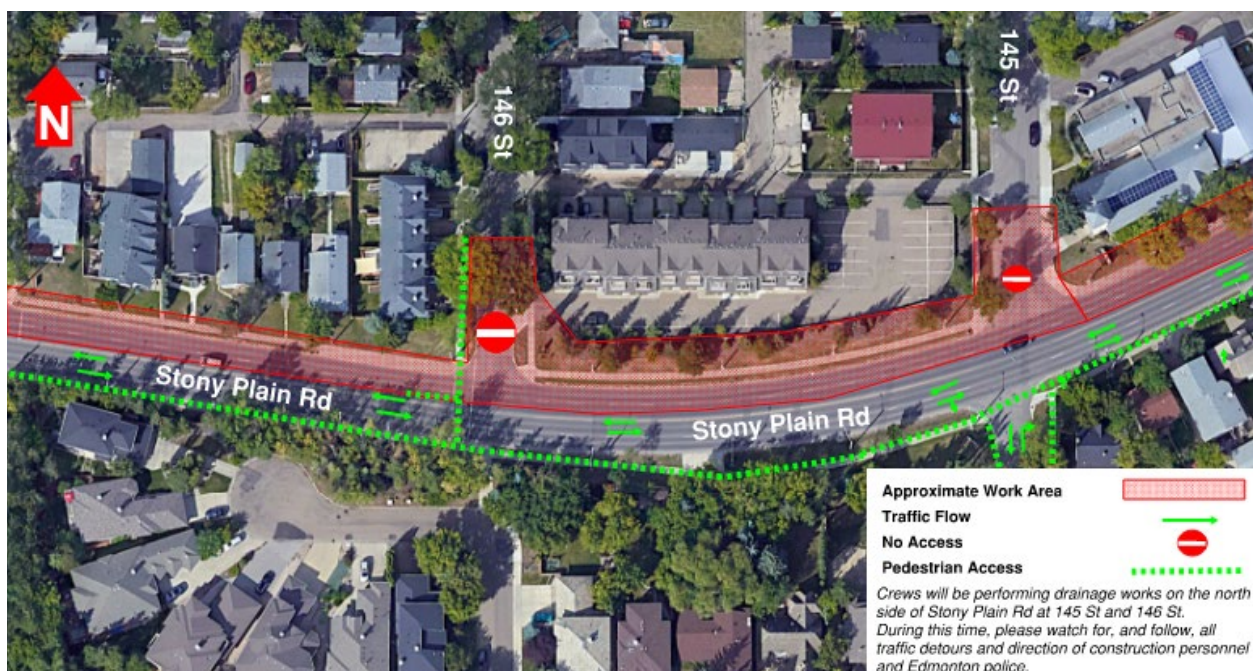 N
146 St
145 St
Stony Plain Rd
Stony Plain Rd
Approximate Work Area
Traffic Flow
No Access
Pedestrian Access
Crews will be performing drainage works on the north
side of Stony Plain Rd at 145 St and 146 St.
During this time, please watch for, and follow, all
traffic detours and direction of construction personnel
and Edmonton police.